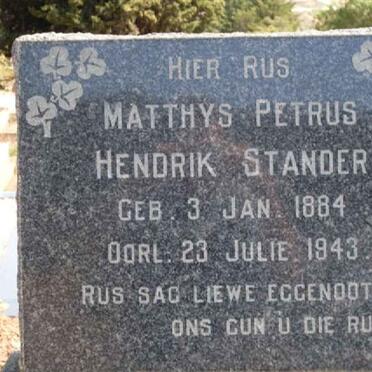 HIER RUS
MATTHYS PETRUS
HENDRIK STANDER
GEB. 3 JAN. 1884
OORL. 23 JULIE 1943.
RUS SAG LIEWE EGGENOOT
ONS GUN U DIE RU